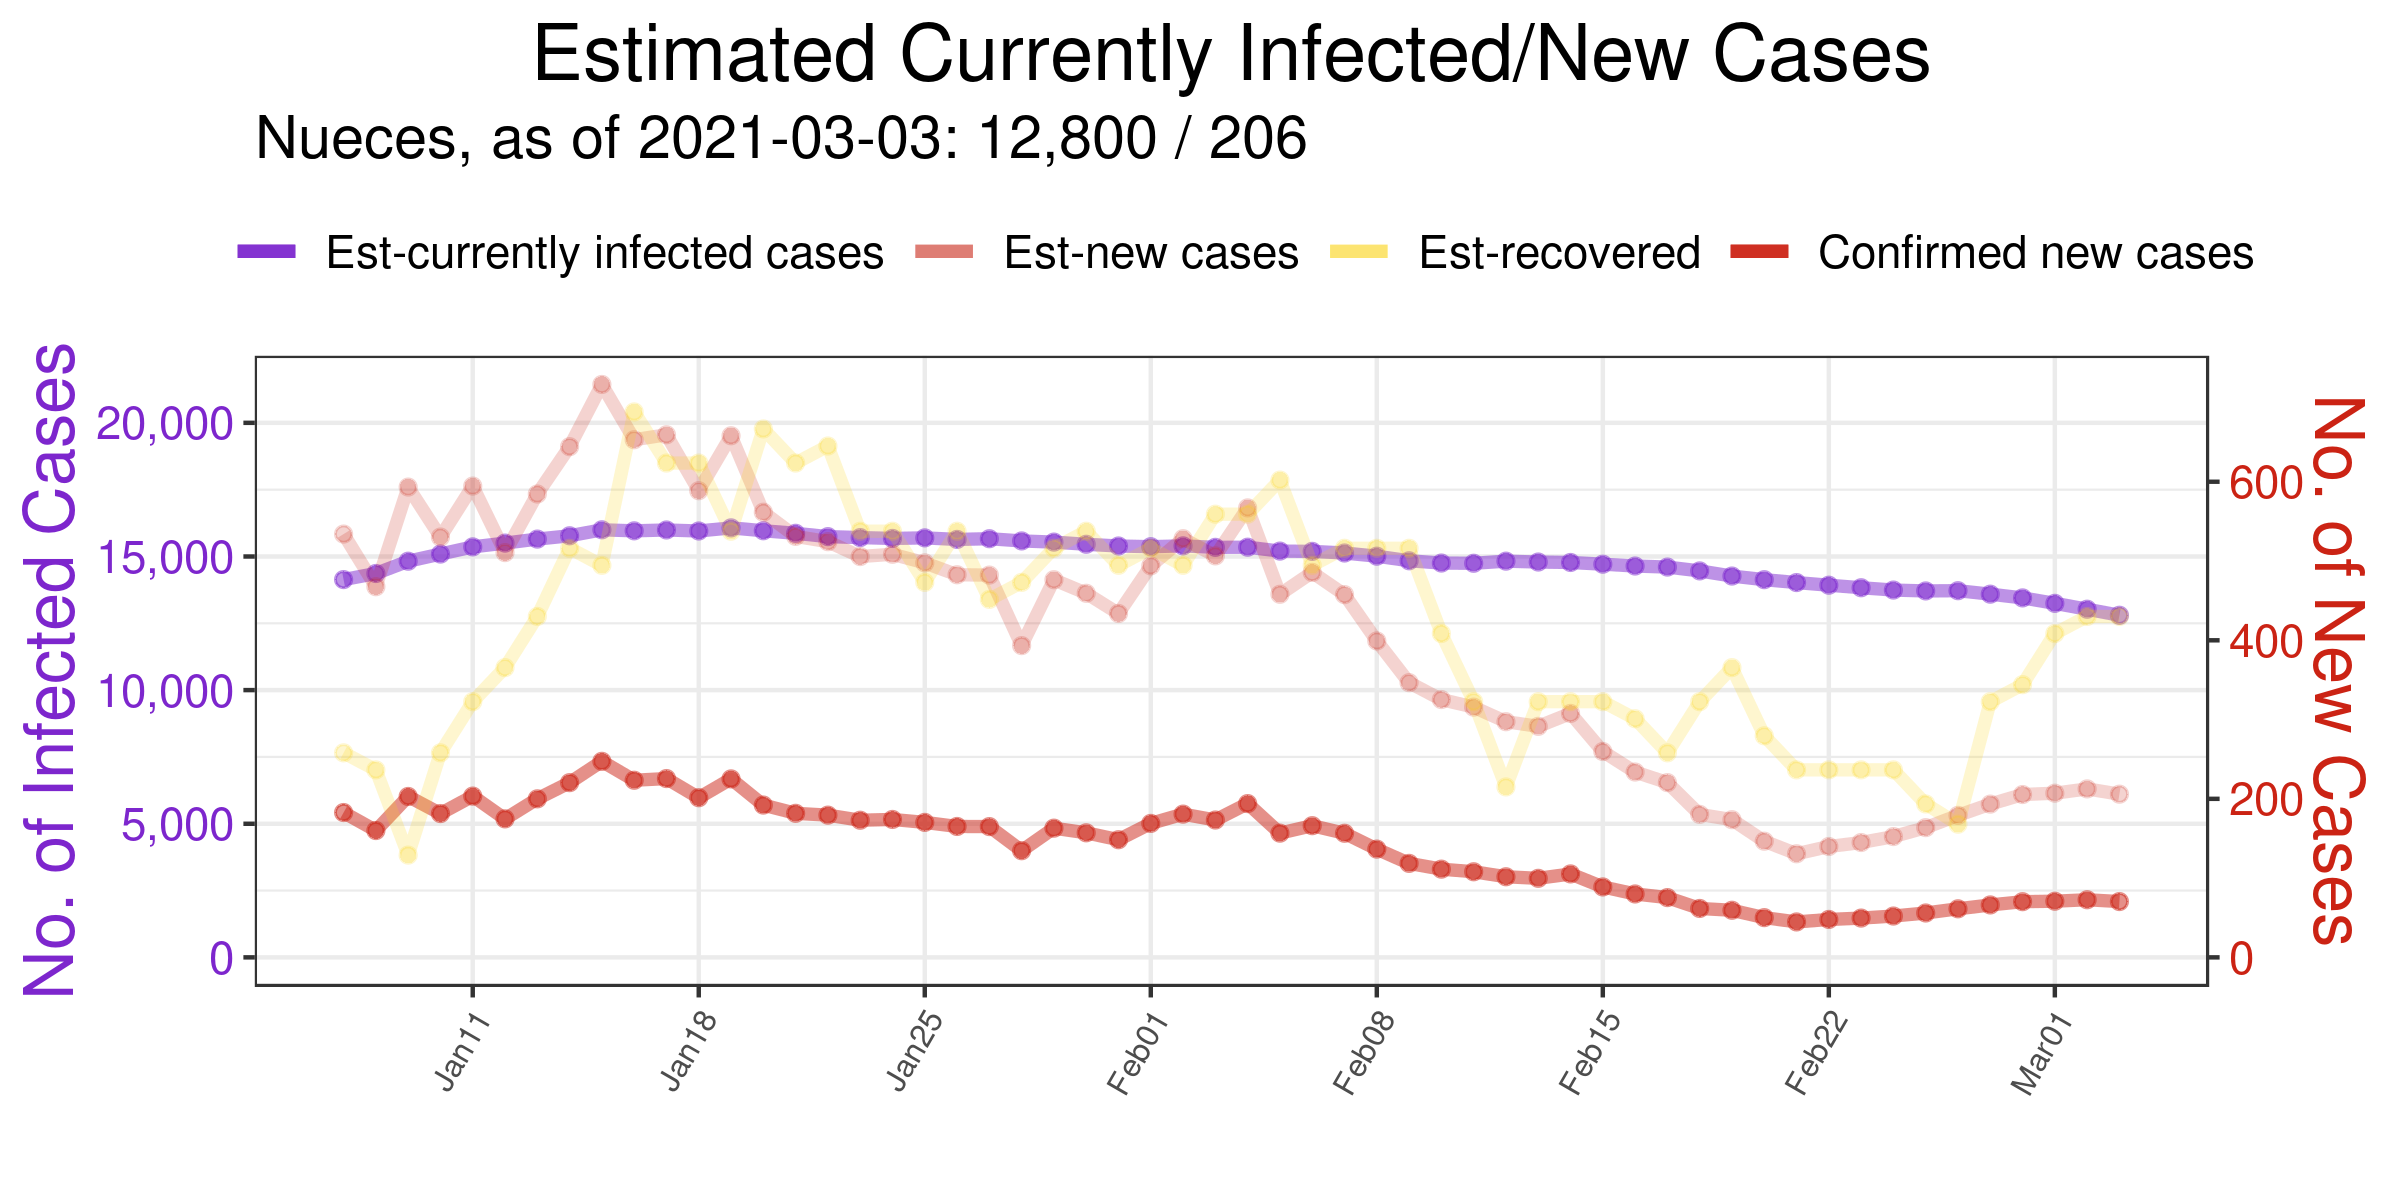 Estimated Currently Infected/New Cases
Nueces, as of 2021-03-03: 12,800 / 206
Est-currently infected cases
Est-new cases
Est-recovered
Confirmed new cases
No. of Infected Cases
20,000
15,000
10,000
5,000
0
600
400
200
0
No. of New Cases
Jan11
Jan18
Jan25
Feb01
Feb08
Feb15
Feb22
Mar01